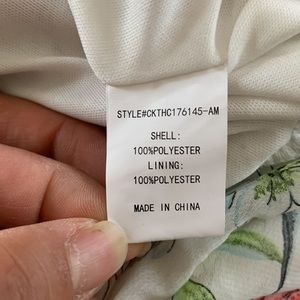 STYLE#CKTHC176145-AM
SHELL:
100%POLYESTER
LINING:
100%POLYESTER
MADE IN CHINA